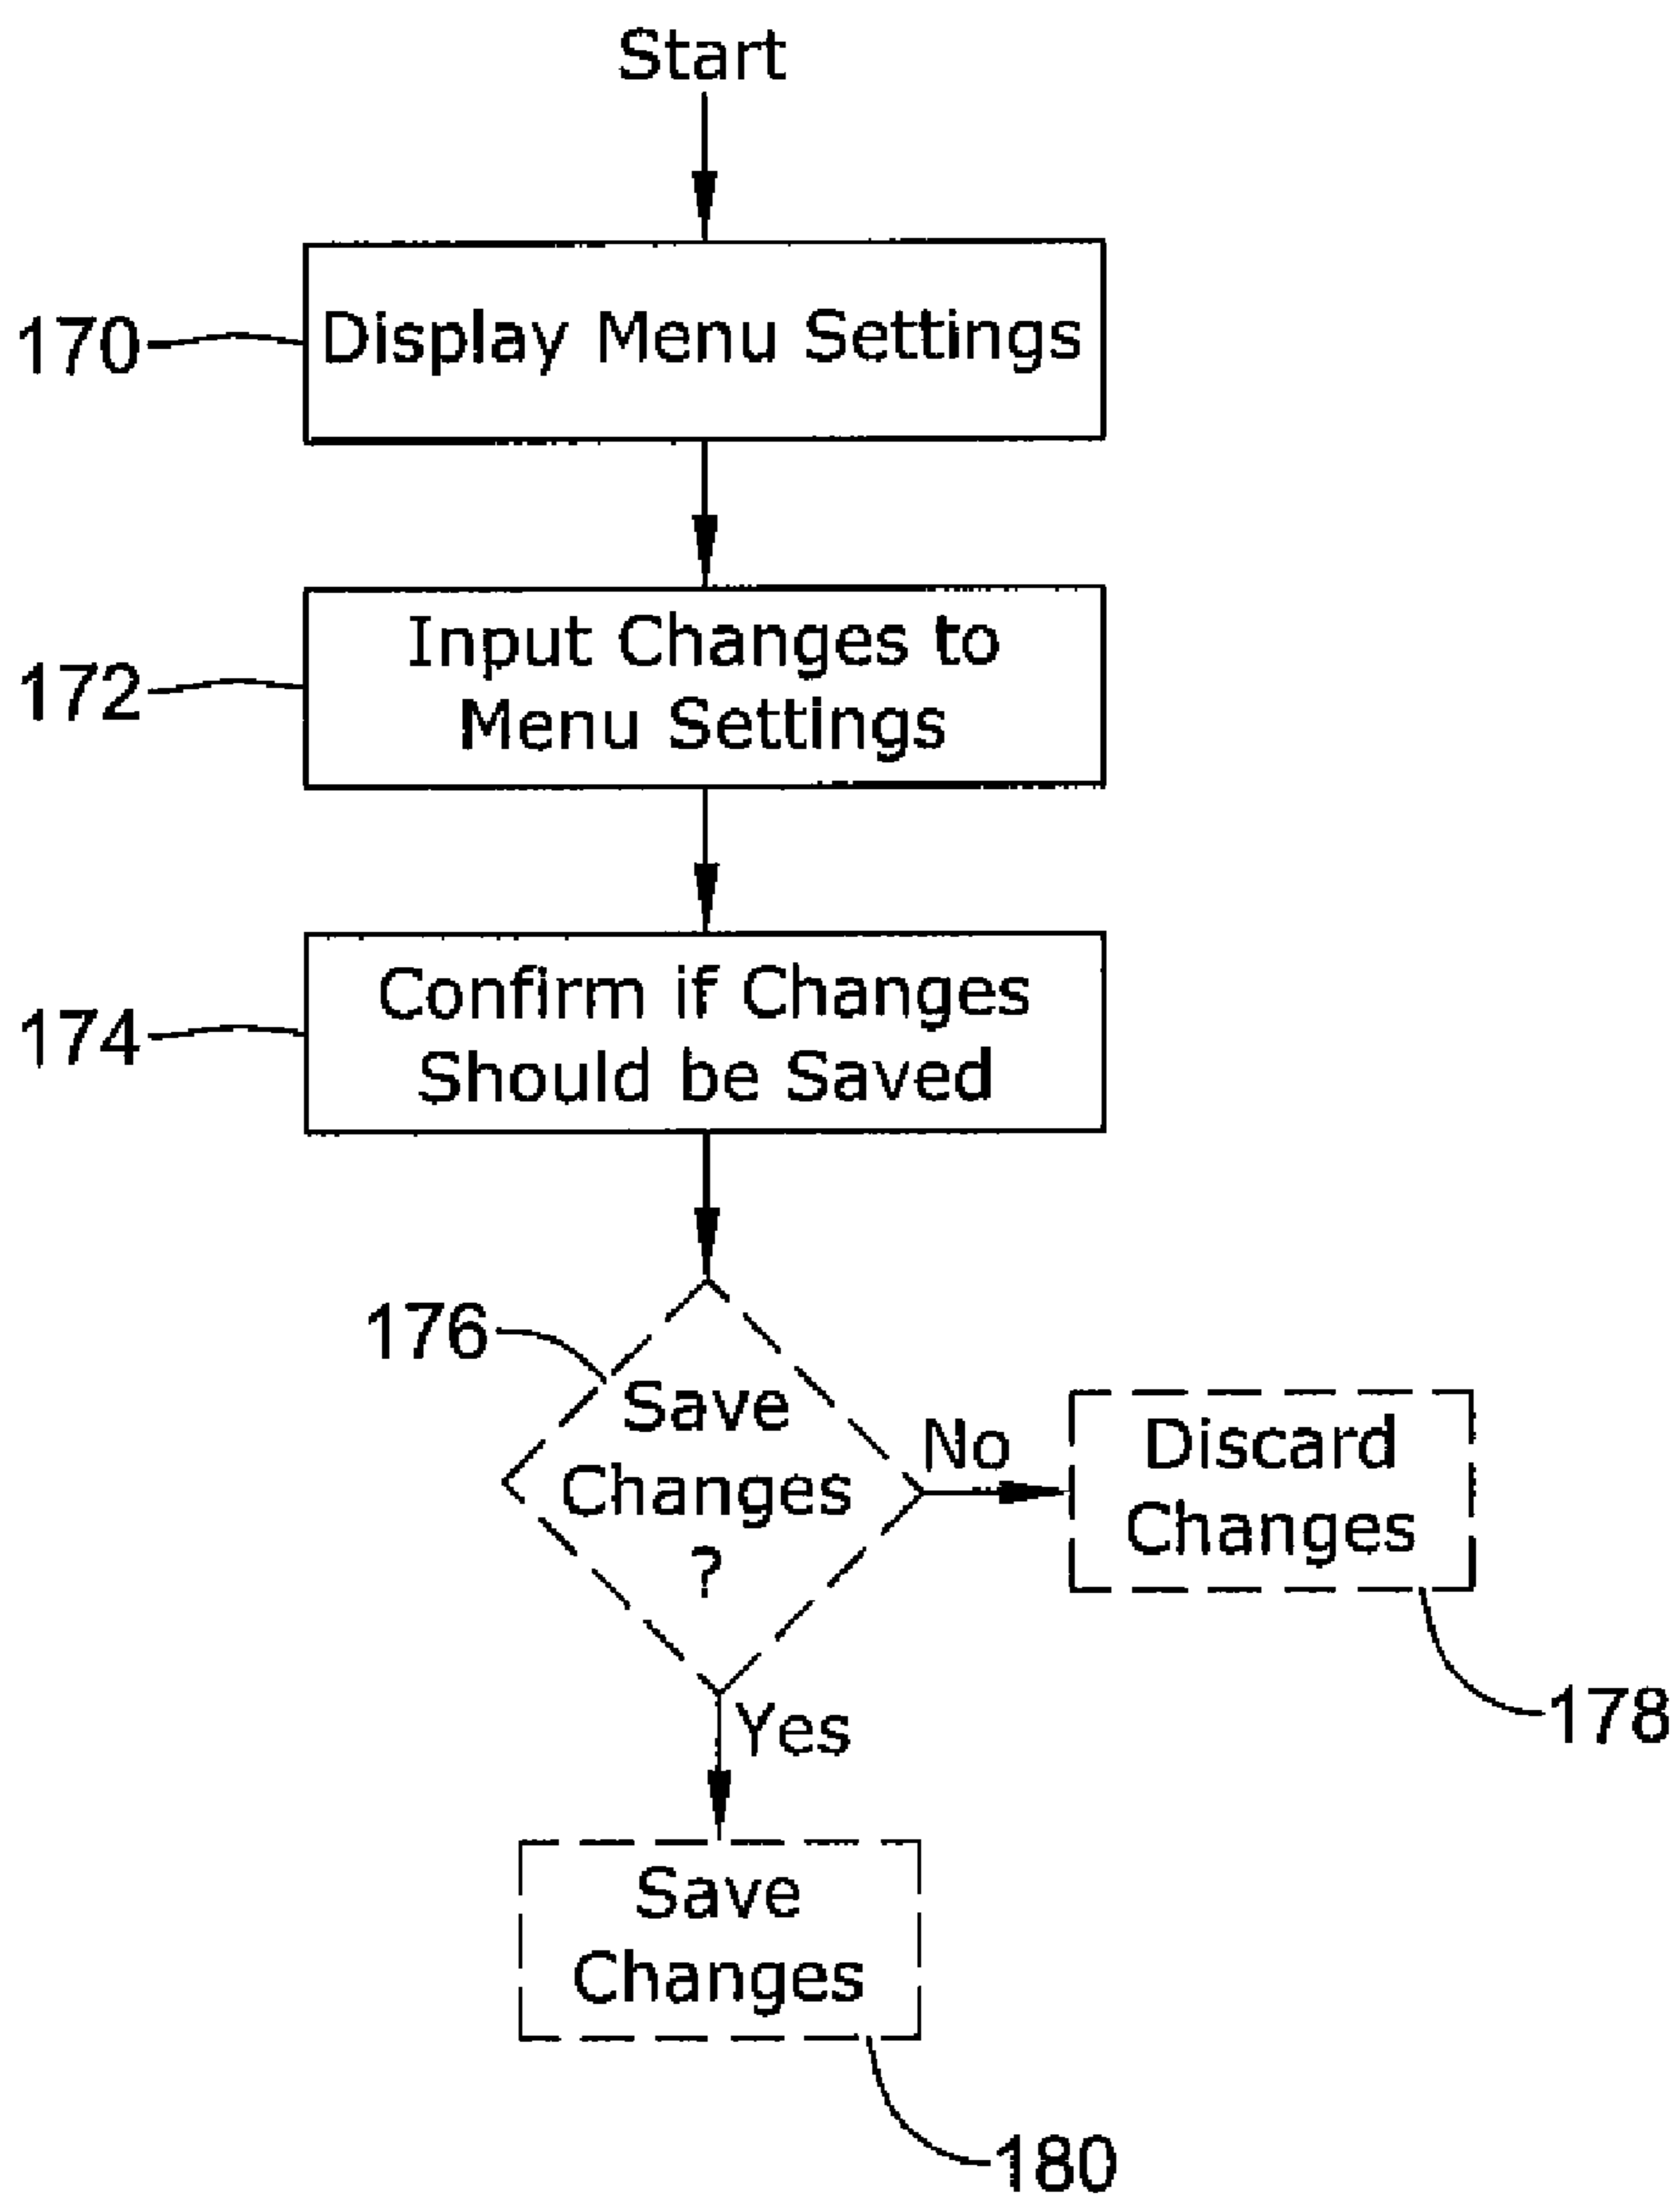 Start
170
Display Menu Settings
172
Input Changes to
Menu Settings
174
Confirm if Changes
Should be Saved
176
Save
Changes
?
No
Discard
Changes
178
Yes
Save
Changes
180